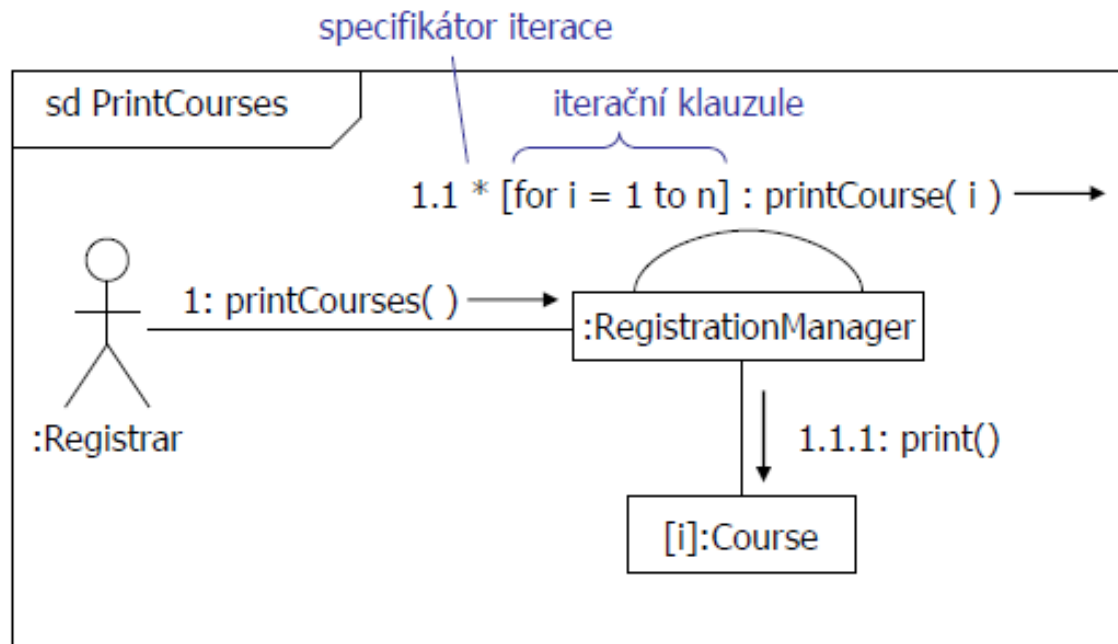 specifikátor iterace
sd PrintCourses
iterační klauzule
1.1 * [for i = 1 to n] : printCourse( i )
1: printCourses( )
:RegistrationManager
:Registrar
1.1.1: print()
[i]:Course